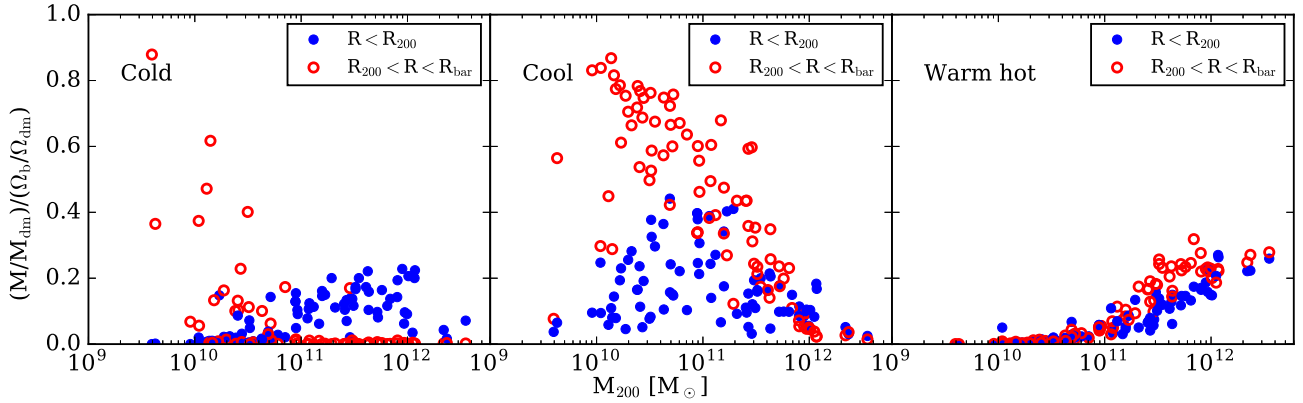 (M/M_dm)/(Ω_b/Ω_dm)
1.0
0.8
0.6
0.4
0.2
0.0
Cold
R < R_200
R_200 < R < R_bar
Cool
R < R_200
R_200 < R < R_bar
Warm hot
R < R_200
R_200 < R < R_bar
10^9 10^10 10^11 10^12 10^9 10^10 10^11 10^12 10^9 10^10 10^11 10^12
M_200 [M_⊙]